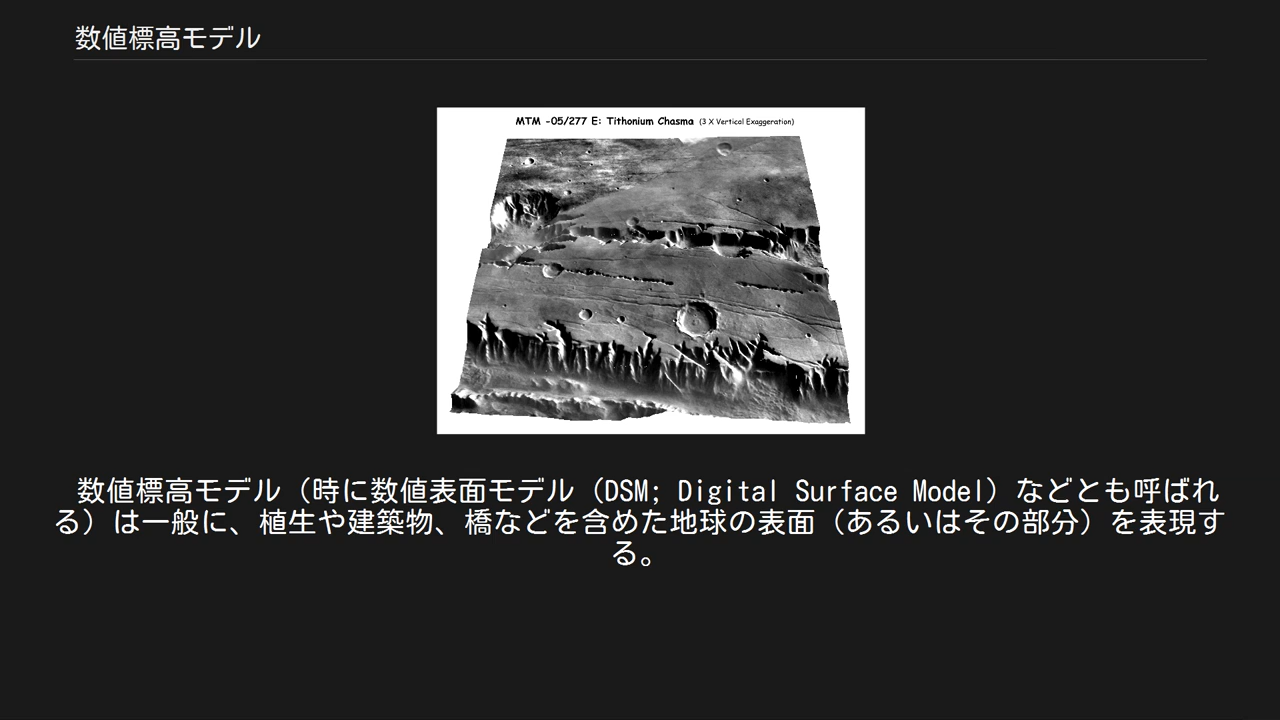 数値標高モデル
MTM -05/277 E: Tithonium Chasma (3 X Vertical Exaggeration)
数値標高モデル（時に数値表面モデル（DSM; Digital Surface Model）などとも呼ばれ
る）は一般に、植生や建築物、橋などを含めた地球の表面（あるいはその部分）を表現す
る。